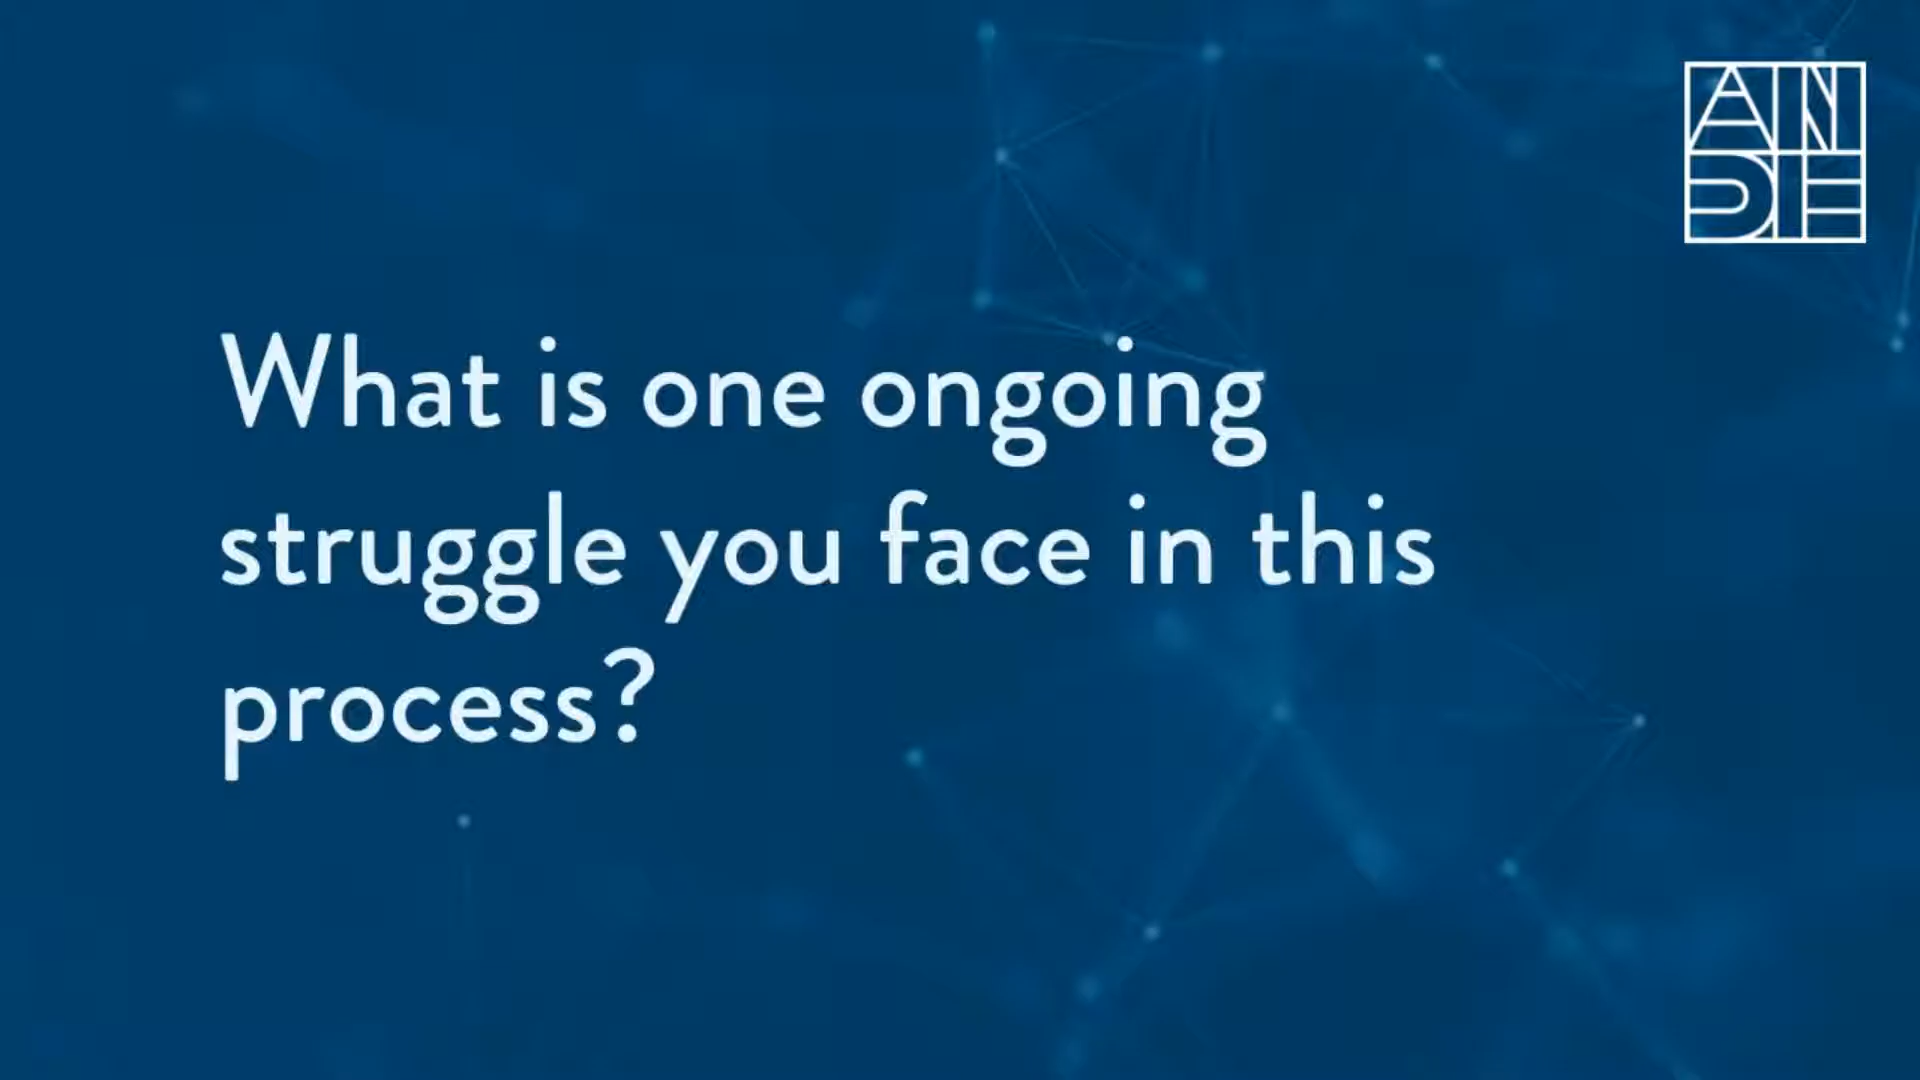 AN
DE
What is one ongoing
struggle you face in this
process?